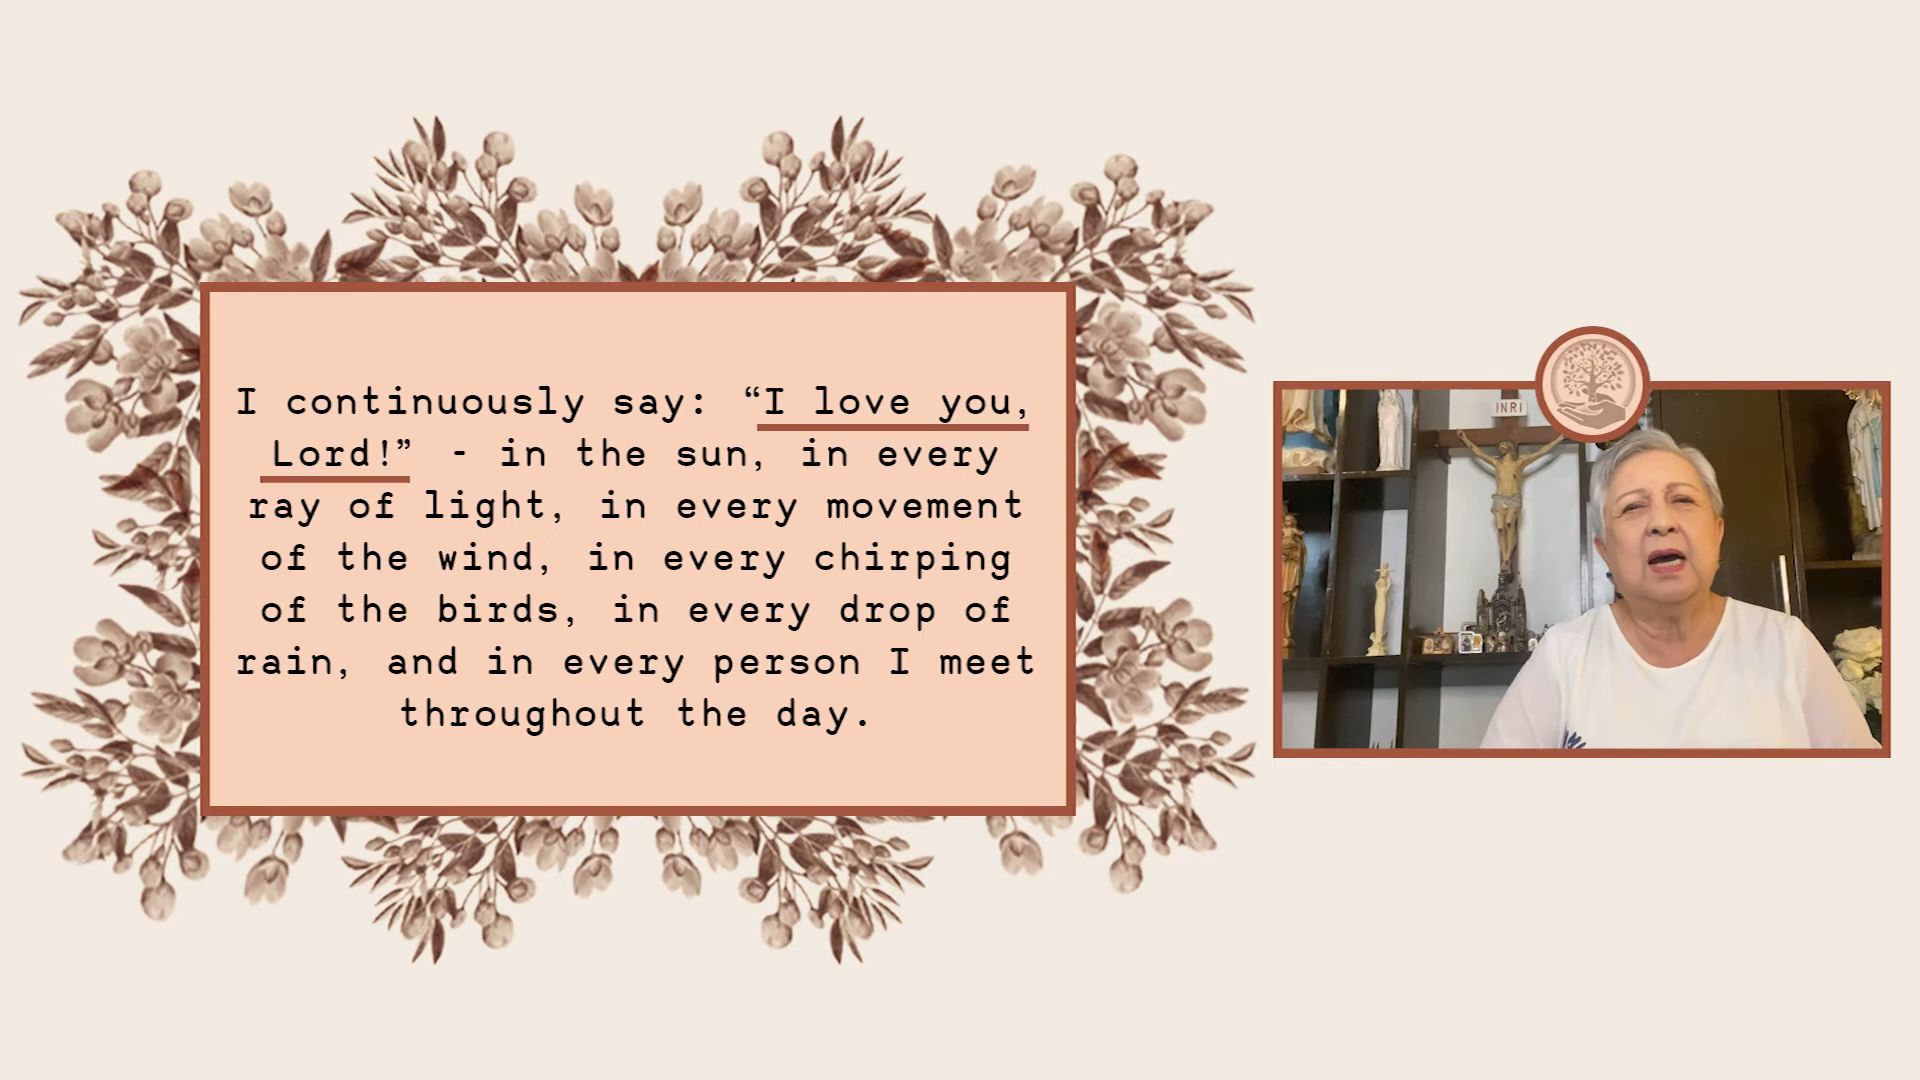 I continuously say: “I love you,
Lord!” - in the sun, in every
ray of light, in every movement
of the wind, in every chirping
of the birds, in every drop of
rain, and in every person I meet
throughout the day.
INRI